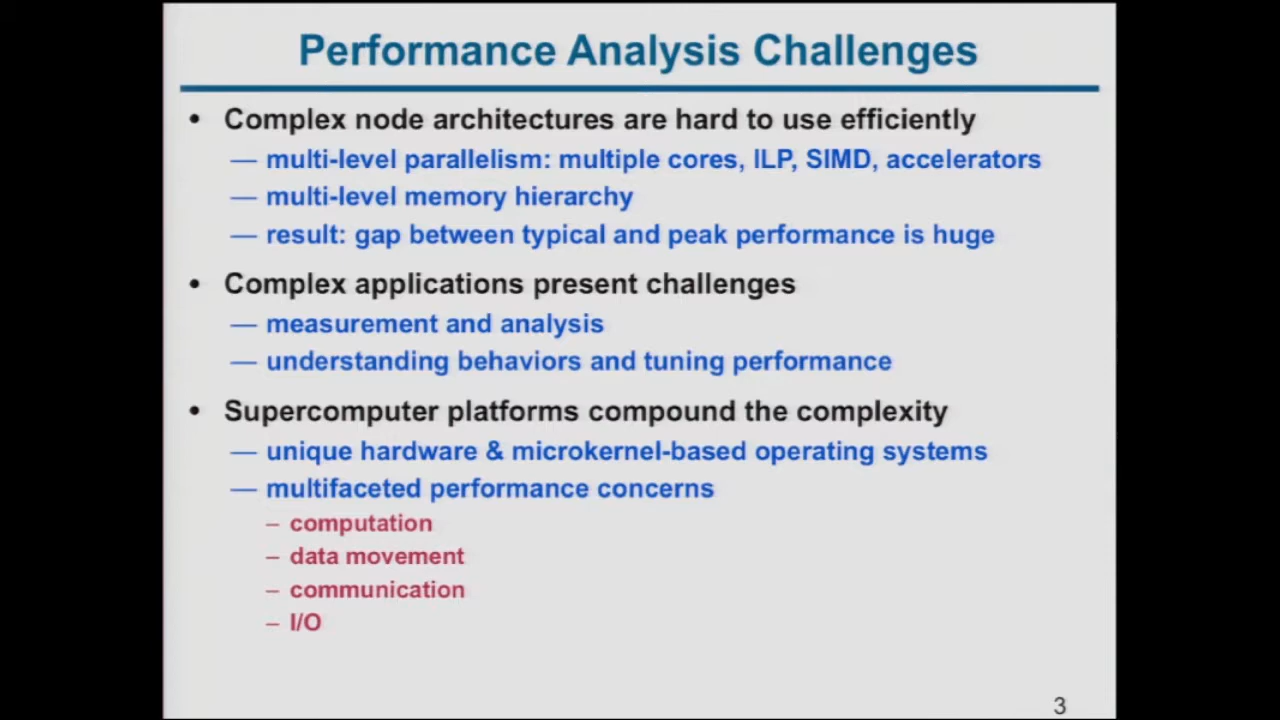 Performance Analysis Challenges
• Complex node architectures are hard to use efficiently
— multi-level parallelism: multiple cores, ILP, SIMD, accelerators
— multi-level memory hierarchy
— result: gap between typical and peak performance is huge
• Complex applications present challenges
— measurement and analysis
— understanding behaviors and tuning performance
• Supercomputer platforms compound the complexity
— unique hardware & microkernel-based operating systems
— multifaceted performance concerns
– computation
– data movement
– communication
– I/O
3